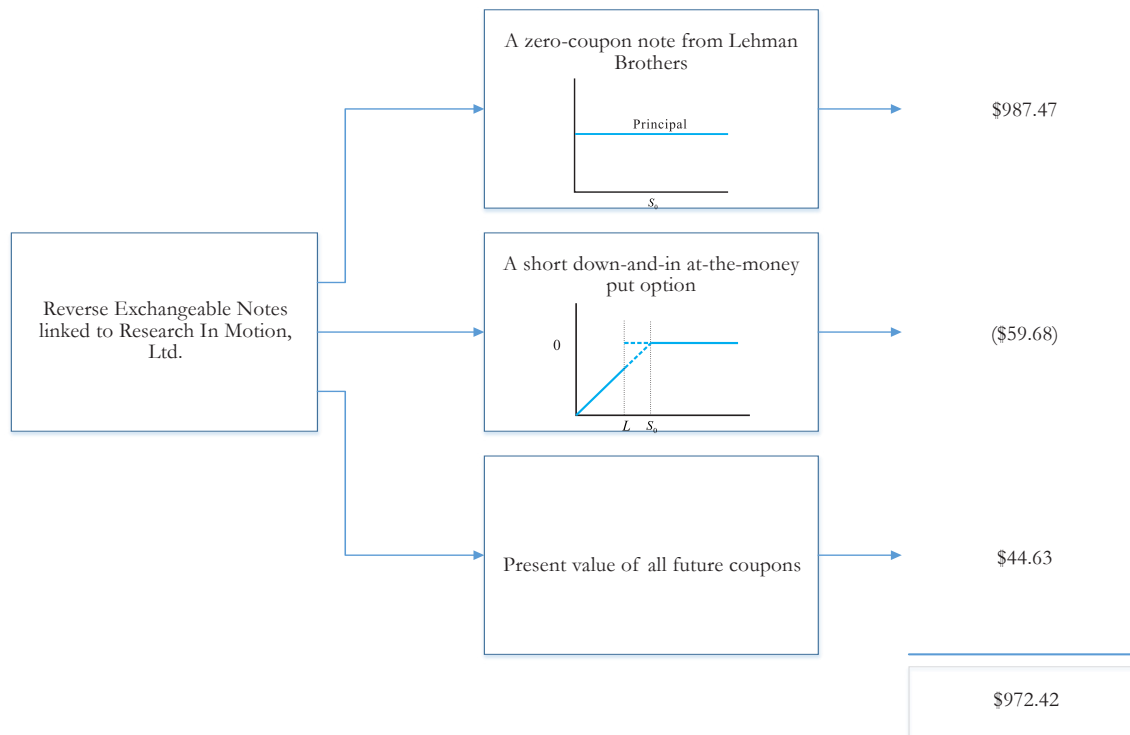 Reverse Exchangeable Notes
linked to Research In Motion,
Ltd.
A zero-coupon note from Lehman
Brothers
Principal
S₀
$987.47
A short down-and-in at-the-money
put option
0
L S₀
($59.68)
Present value of all future coupons
$44.63
$972.42